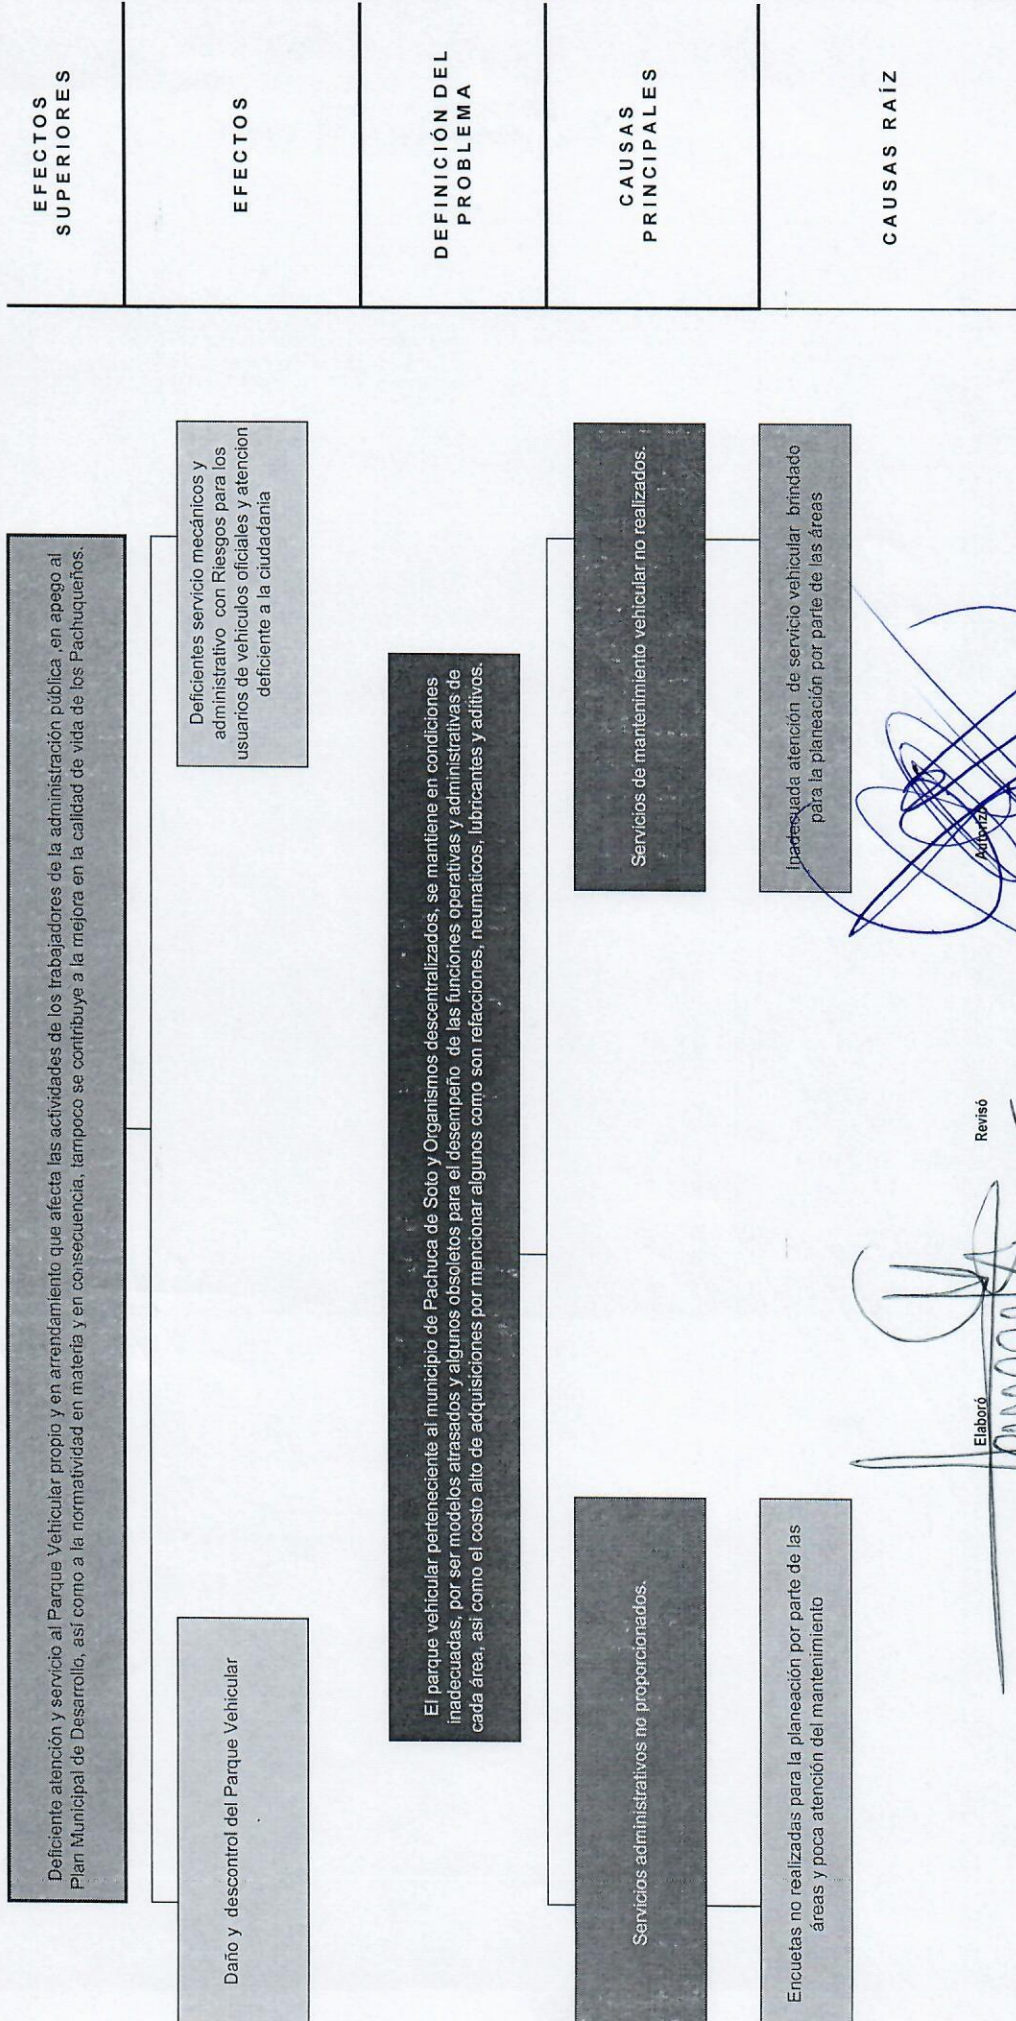 Deficiente atención y servicio al Parque Vehicular propio y en arrendamiento que afecta las actividades de los trabajadores de la administración pública ,en apego al
Plan Municipal de Desarrollo, así como a la normatividad en materia y en consecuencia, tampoco se contribuye a la mejora en la calidad de vida de los Pachuqueños.
EFECTOS
SUPERIORES
Daño y descontrol del Parque Vehicular
Deficientes servicio mecánicos y
administrativo con Riesgos para los
usuarios de vehiculos oficiales y atencion
deficiente a la ciudadania
EFECTOS
El parque vehicular perteneciente al municipio de Pachuca de Soto y Organismos descentralizados, se mantiene en condiciones
inadecuadas, por ser modelos atrasados y algunos obsoletos para el desempeño de las funciones operativas y administrativas de
cada área, asi como el costo alto de adquisiciones por mencionar algunos como son refacciones, neumaticos, lubricantes y aditivos.
DEFINICIÓN DEL
PROBLEMA
Servicios administrativos no proporcionados.
Servicios de mantenimiento vehicular no realizados.
CAUSAS
PRINCIPALES
Encuetas no realizadas para la planeación por parte de las
áreas y poca atención del mantenimiento
Inadecuada atención de servicio vehicular brindado
para la planeación por parte de las áreas
CAUSAS RAÍZ
Elaboró
Revisó
Autorizó